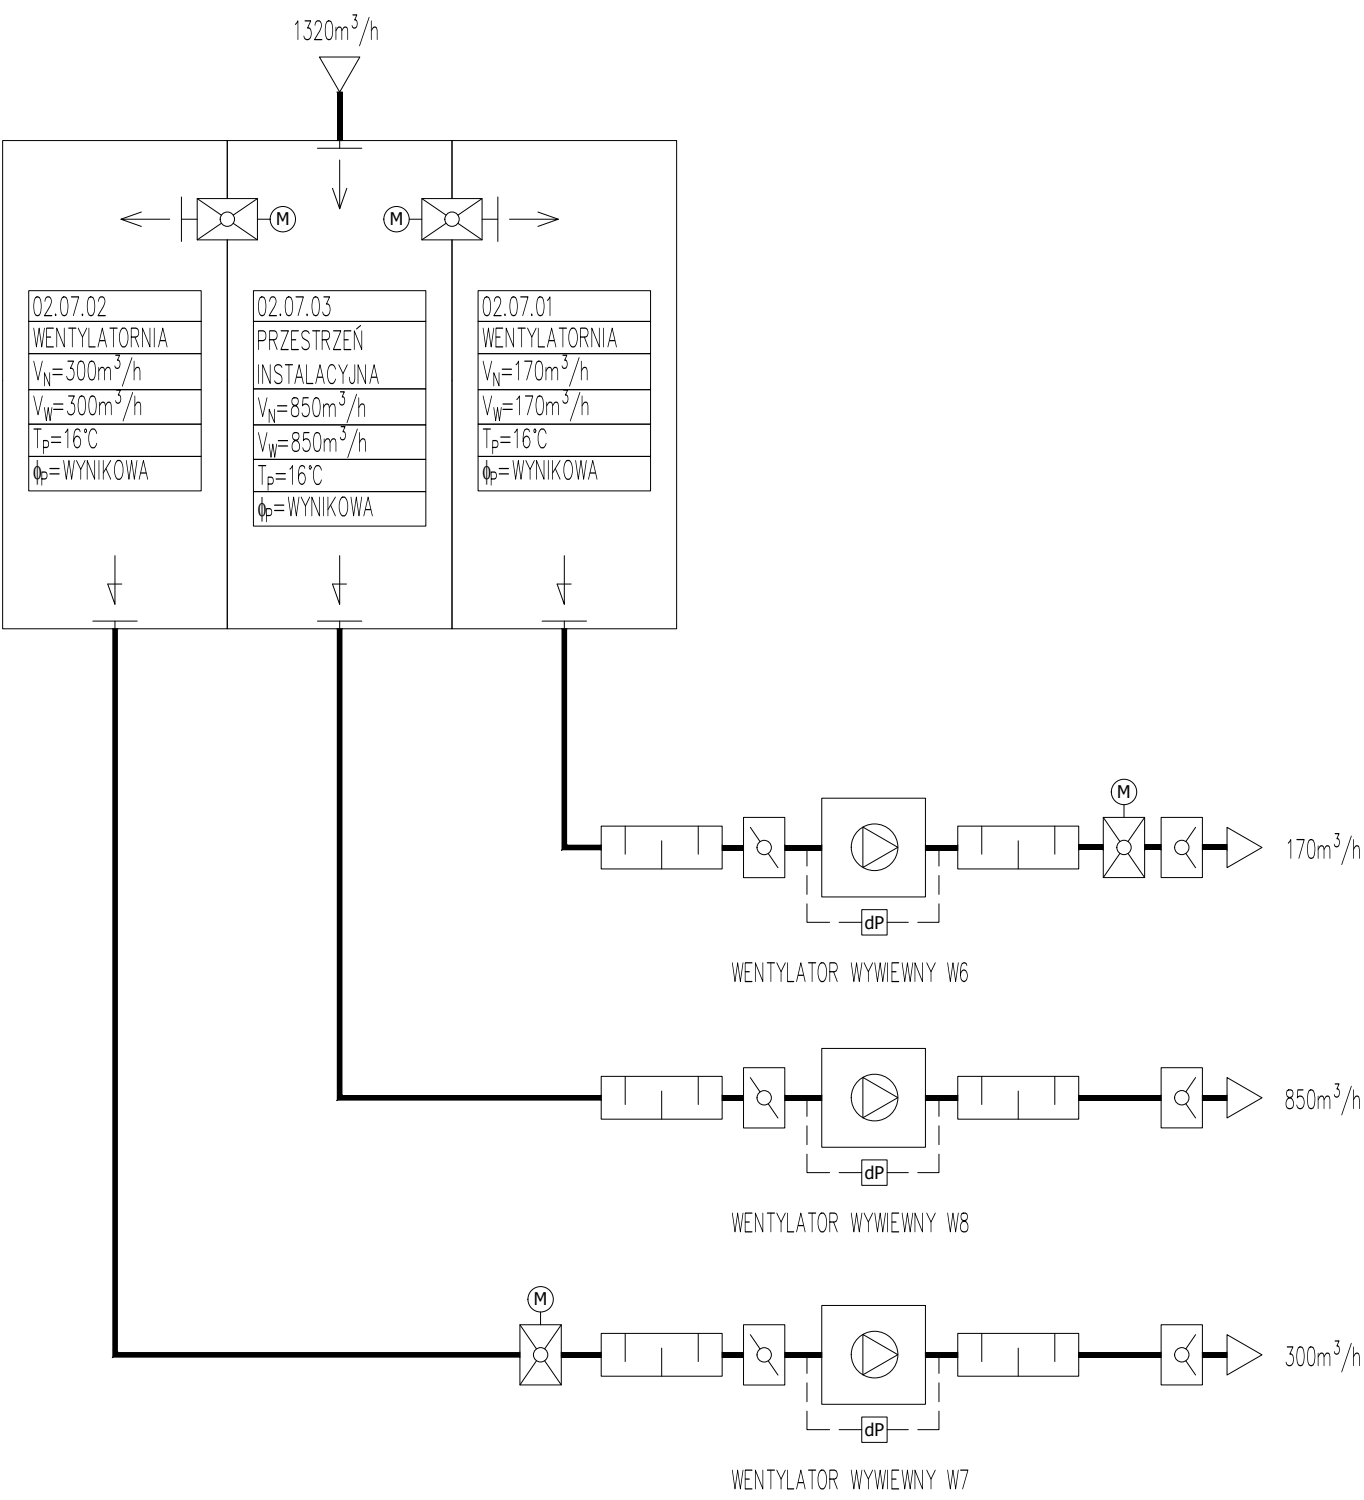 1320m³/h
M
M
02.07.02
WENTYLATORNIA
V_N=300m³/h
V_W=300m³/h
T_P=16°C
ϕ_P=WYNIKOWA
02.07.03
PRZESTRZEŃ
INSTALACYJNA
V_N=850m³/h
V_W=850m³/h
T_P=16°C
ϕ_P=WYNIKOWA
02.07.01
WENTYLATORNIA
V_N=170m³/h
V_W=170m³/h
T_P=16°C
ϕ_P=WYNIKOWA
M
170m³/h
dP
WENTYLATOR WYWIEWNY W6
850m³/h
dP
WENTYLATOR WYWIEWNY W8
M
300m³/h
dP
WENTYLATOR WYWIEWNY W7